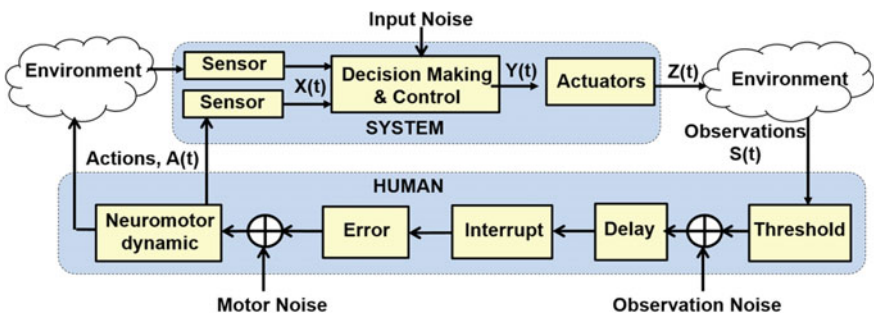 Input Noise
Environment
Sensor
Sensor
X(t)
Decision Making
& Control
Y(t)
Actuators
Z(t)
Environment
SYSTEM
Observations
S(t)
Actions, A(t)
HUMAN
Neuromotor
dynamic
Error
Interrupt
Delay
Threshold
Motor Noise
Observation Noise